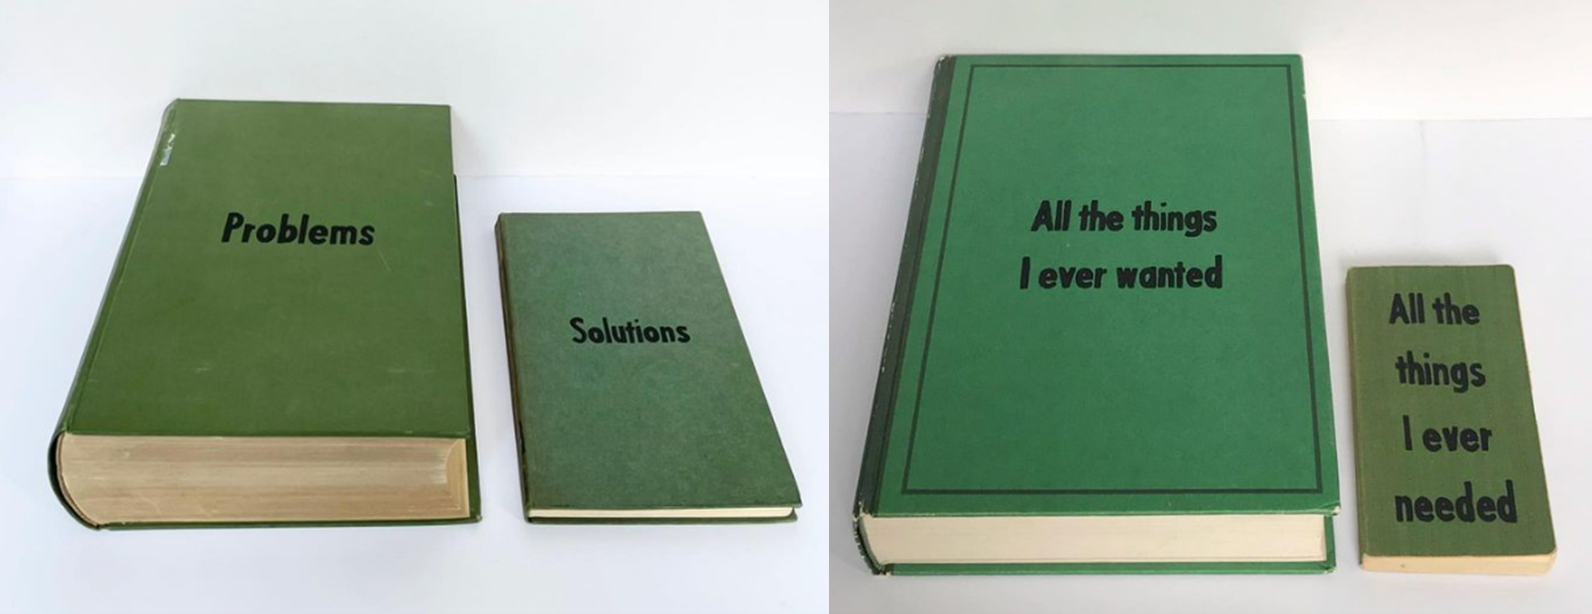 Problems
Solutions
All the things
I ever wanted
All the
things
I ever
needed